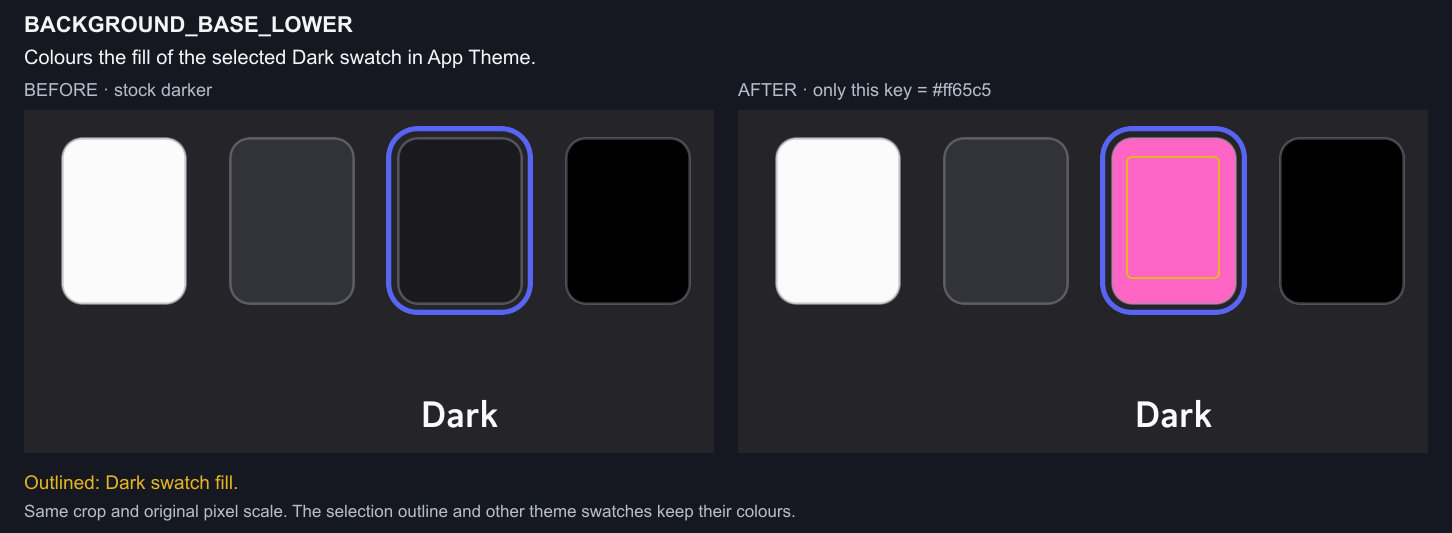 BACKGROUND_BASE_LOWER
Colours the fill of the selected Dark swatch in App Theme.
BEFORE · stock darker
AFTER · only this key = #ff65c5
Dark
Dark
Outlined: Dark swatch fill.
Same crop and original pixel scale. The selection outline and other theme swatches keep their colours.